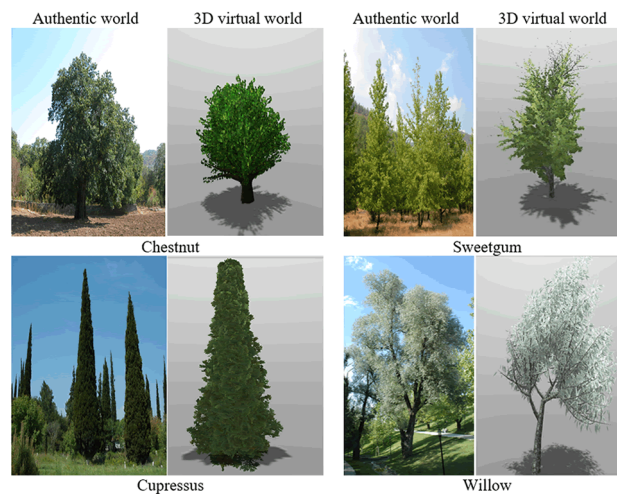 Authentic world 3D virtual world Authentic world 3D virtual world
Chestnut Sweetgum
Cupressus Willow